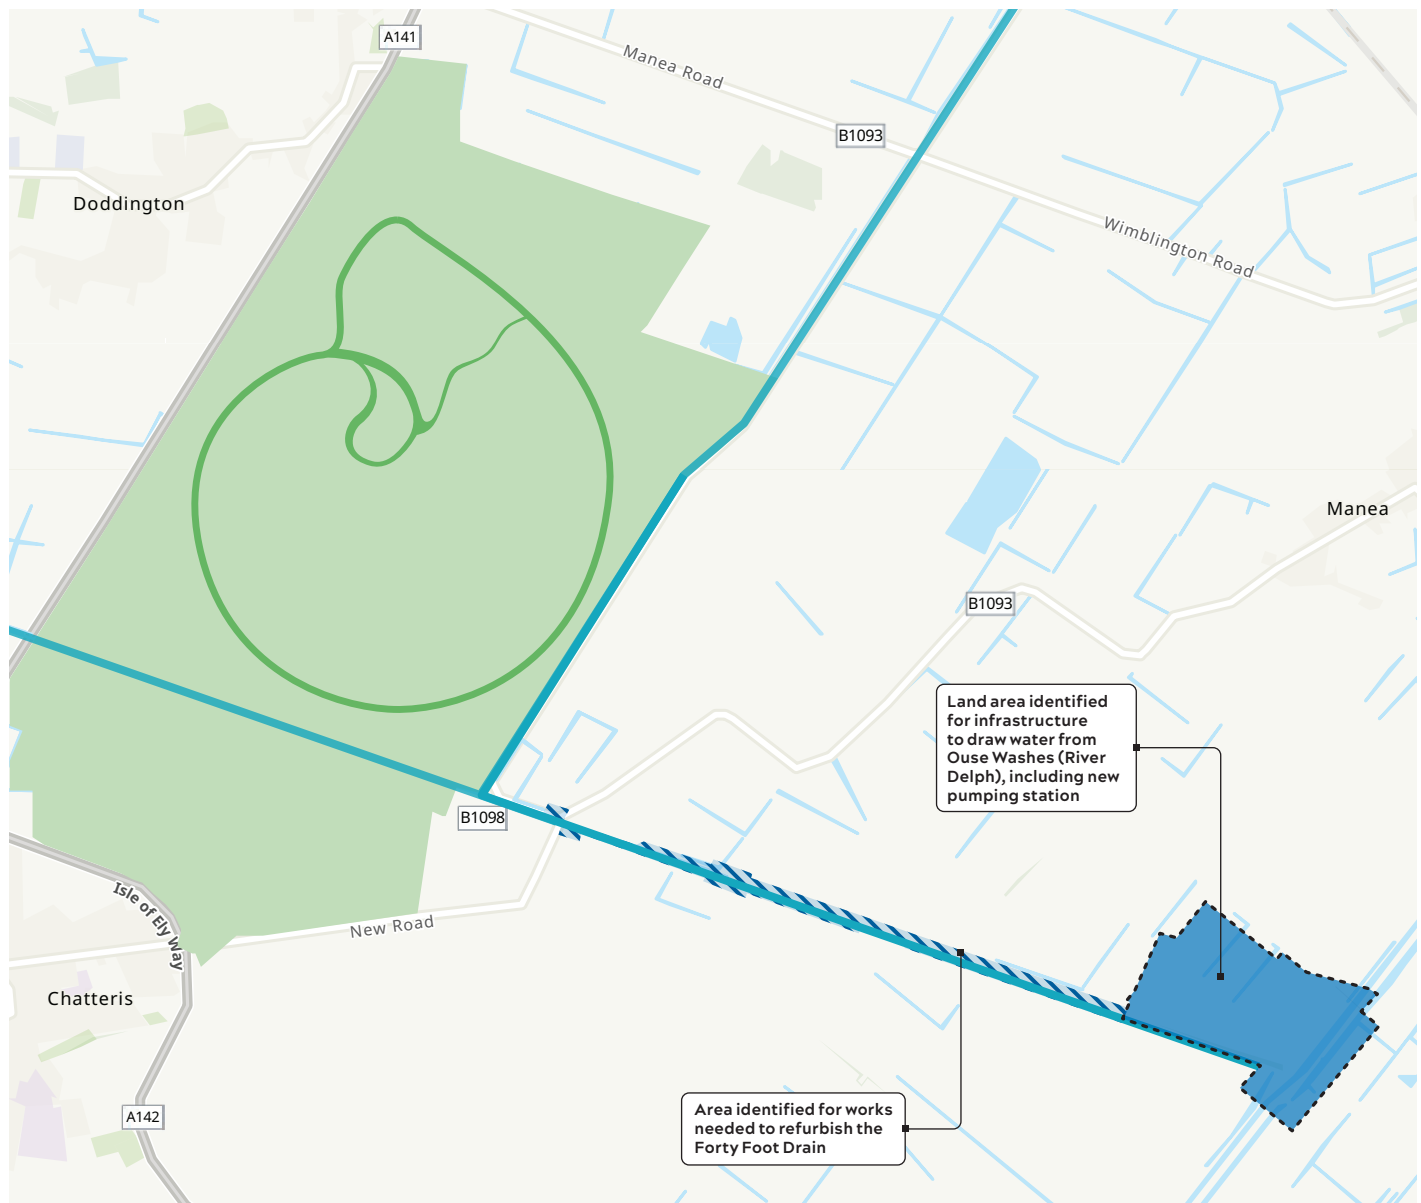 A141
Manea Road
B1093
Doddington
Wimblington Road
Manea
B1093
Land area identified
for infrastructure
to draw water from
Ouse Washes (River
Delph), including new
pumping station
B1098
Isle of Ely Way
New Road
Chatteris
A142
Area identified for works
needed to refurbish the
Forty Foot Drain